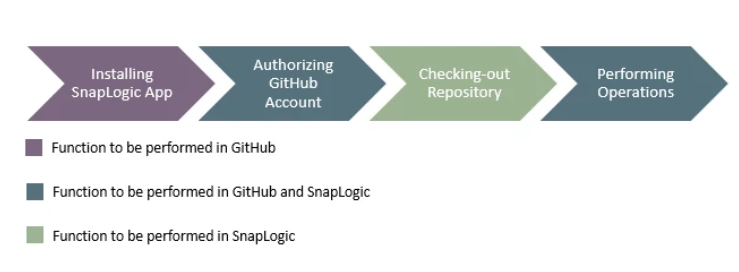 Installing
SnapLogic App
Authorizing
GitHub
Account
Checking-out
Repository
Performing
Operations
Function to be performed in GitHub
Function to be performed in GitHub and SnapLogic
Function to be performed in SnapLogic